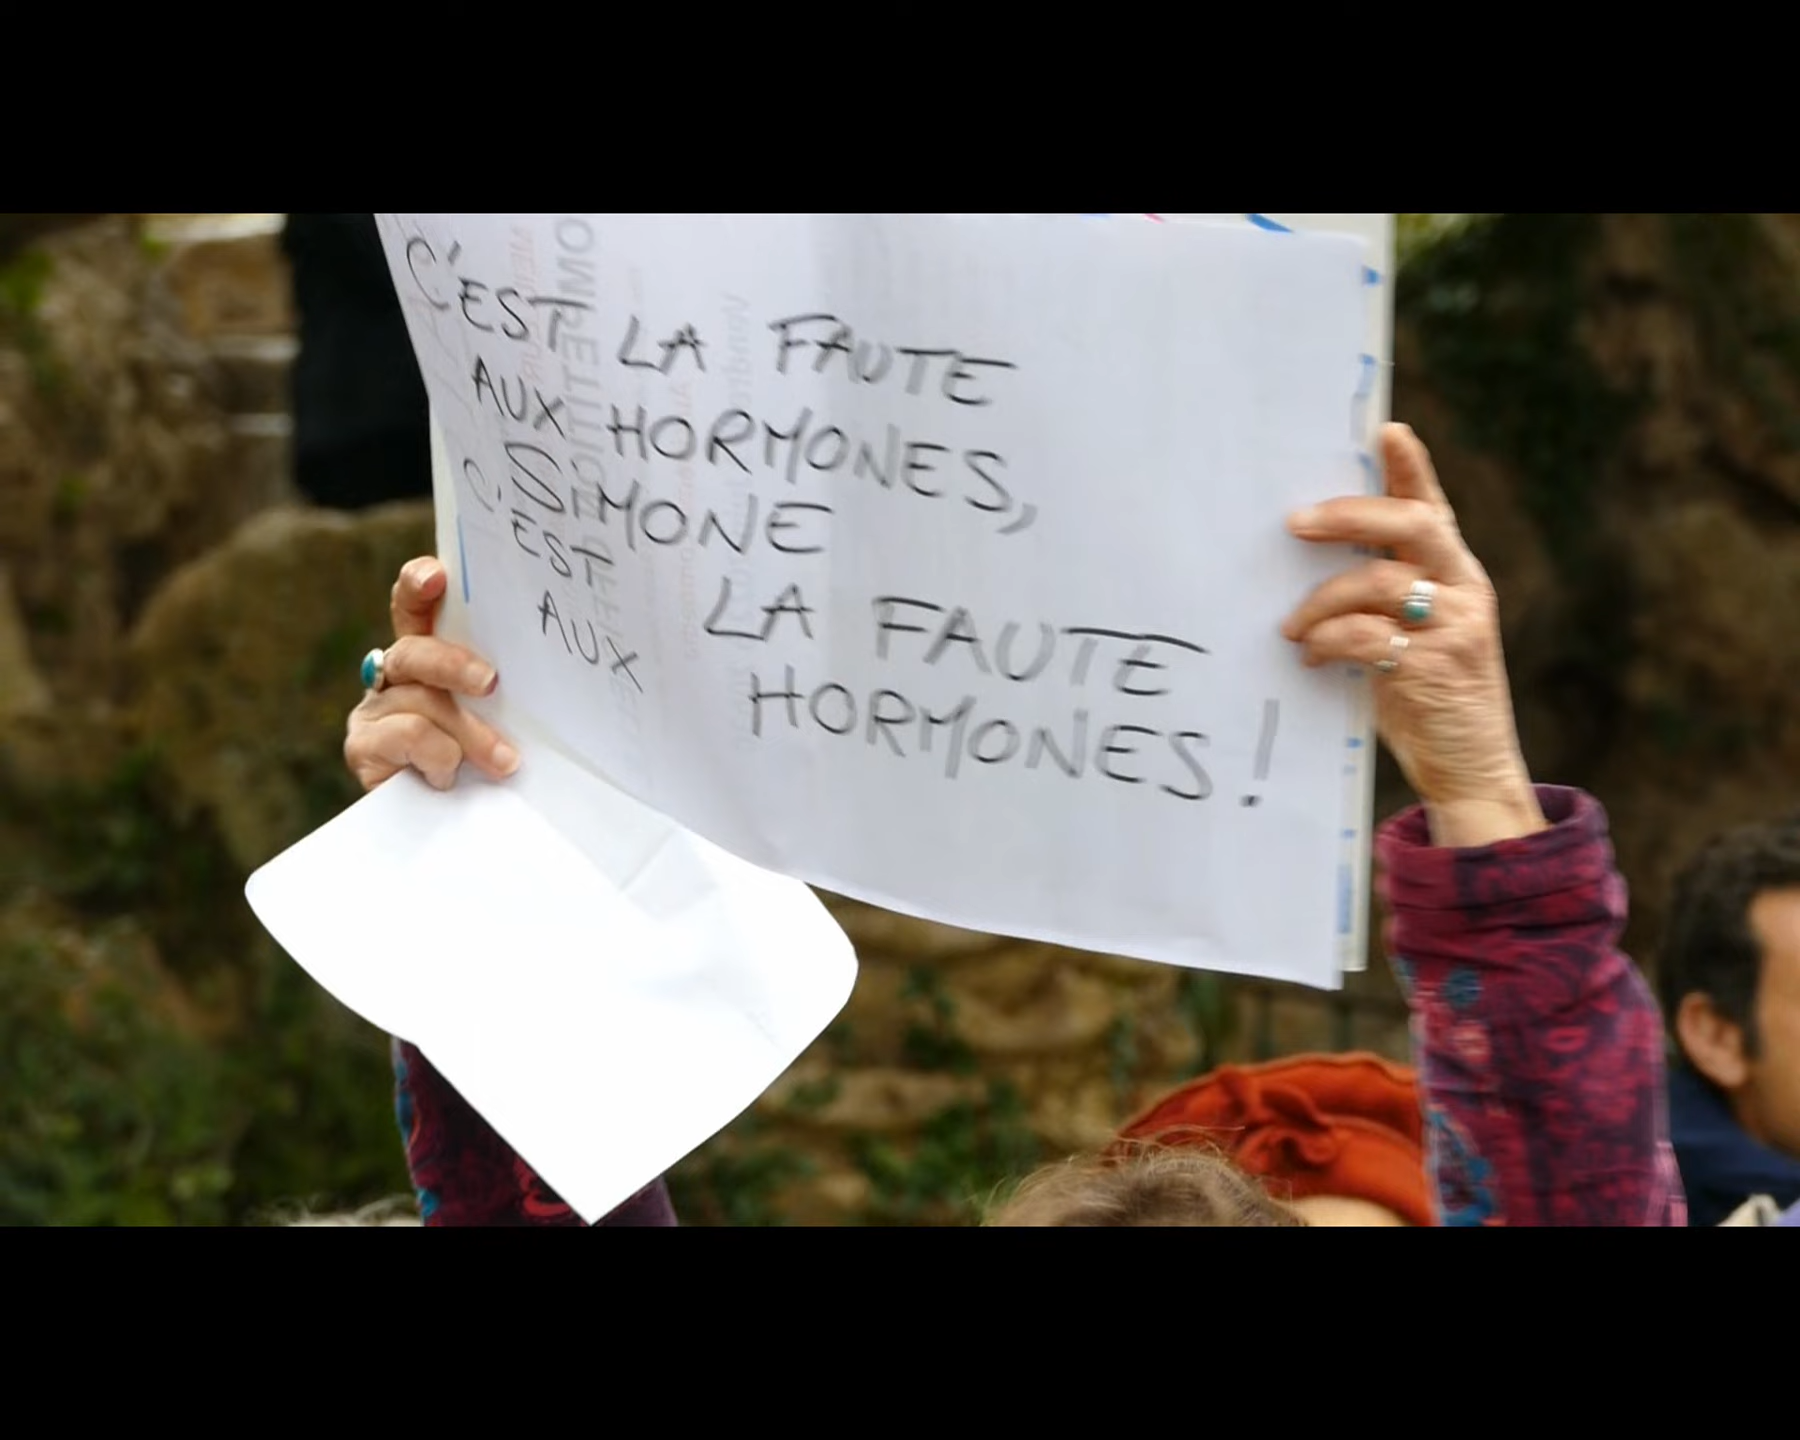 C'EST LA FAUTE
AUX HORMONES,
SIMONE
C'EST LA FAUTE
AUX HORMONES!